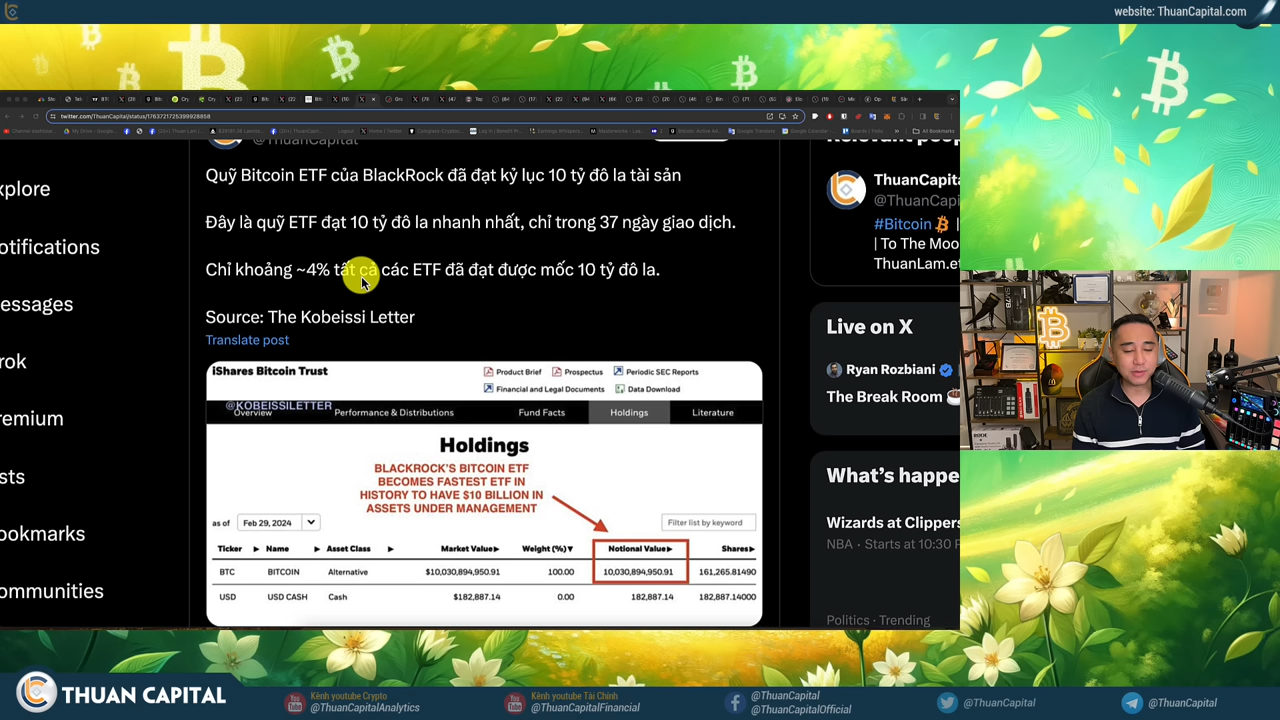 website: ThuanCapital.com
twitter.com/ThuanCapital/status/1763721725399928658
All Bookmarks
xplore
otifications
essages
rok
remium
sts
ookmarks
ommunities
@ThuanCapital
Quỹ Bitcoin ETF của BlackRock đã đạt kỷ lục 10 tỷ đô la tài sản
Đây là quỹ ETF đạt 10 tỷ đô la nhanh nhất, chỉ trong 37 ngày giao dịch.
Chỉ khoảng ~4% tất cả các ETF đã đạt được mốc 10 tỷ đô la.
Source: The Kobeissi Letter
Translate post
iShares Bitcoin Trust
Product Brief Prospectus Periodic SEC Reports
Financial and Legal Documents Data Download
@KOBEISSILETTER
Overview Performance & Distributions Fund Facts Holdings Literature
Holdings
BLACKROCK'S BITCOIN ETF
BECOMES FASTEST ETF IN
HISTORY TO HAVE $10 BILLION IN
ASSETS UNDER MANAGEMENT
as of Feb 29, 2024 Filter list by keyword
Ticker Name Asset Class Market Value Weight (%) Notional Value Shares
BTC BITCOIN Alternative $10,030,894,950.91 100.00 10,030,894,950.91 161,265.81490
USD USD CASH Cash $182,887.14 0.00 182,887.14 182,887.14000
Relevant peop
ThuanCapita
@ThuanCapi
#Bitcoin |
| To The Moo
ThuanLam.et
Live on X
Ryan Rozbiani
The Break Room
What's happe
Wizards at Clippers
NBA · Starts at 10:30 P
Politics · Trending
THUAN CAPITAL
Kênh youtube Crypto
@ThuanCapitalAnalytics
Kênh youtube Tài Chính
@ThuanCapitalFinancial
@ThuanCapital
@ThuanCapitalOfficial
@ThuanCapital
@ThuanCapital